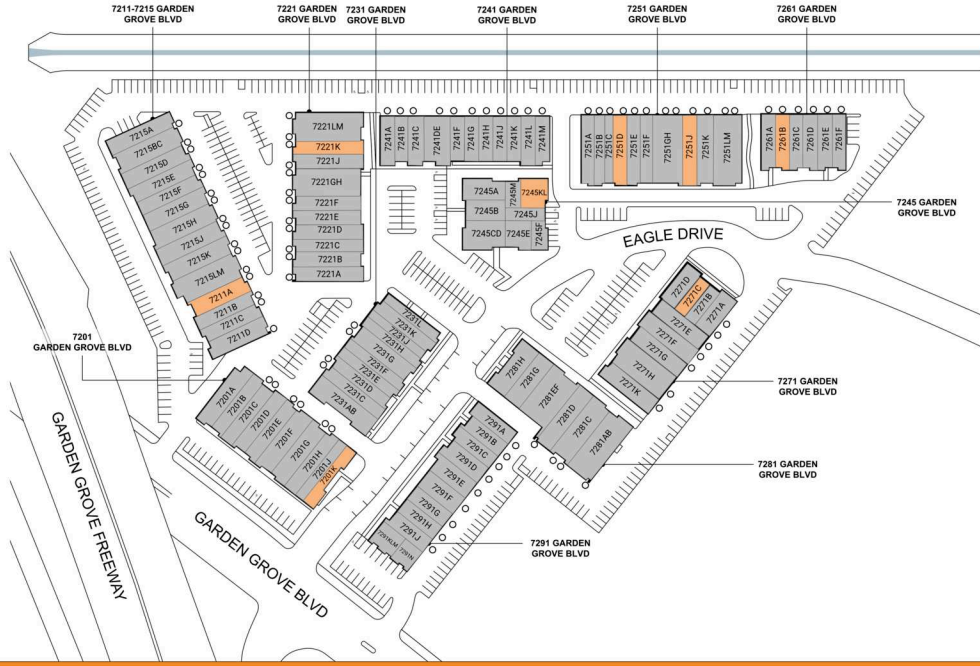 7211-7215 GARDEN
GROVE BLVD
7221 GARDEN
GROVE BLVD
7231 GARDEN
GROVE BLVD
7241 GARDEN
GROVE BLVD
7251 GARDEN
GROVE BLVD
7261 GARDEN
GROVE BLVD
7215A
7215BC
7215D
7215E
7215F
7215G
7215H
7215J
7215K
7215LM
7211A
7211B
7211C
7211D
7221LM
7221K
7221J
7221GH
7221F
7221E
7221D
7221C
7221B
7221A
7241A
7241B
7241C
7241DE
7241F
7241G
7241H
7241J
7241K
7241L
7241M
7251A
7251B
7251C
7251D
7251E
7251F
7251GH
7251J
7251K
7251LM
7261A
7261B
7261C
7261D
7261E
7261F
7245A
7245M
7245KL
7245B
7245J
7245CD
7245E
7245F
7245 GARDEN
GROVE BLVD
EAGLE DRIVE
7271D
7271C
7271B
7271A
7271E
7271F
7271G
7271H
7271K
7271 GARDEN
GROVE BLVD
7231L
7231K
7231J
7231H
7231G
7231F
7231E
7231D
7231C
7231AB
7201
GARDEN GROVE BLVD
7201A
7201B
7201C
7201D
7201E
7201F
7201G
7201H
7201J
7201K
7281H
7281G
7281EF
7281D
7281C
7281AB
7281 GARDEN
GROVE BLVD
7291A
7291B
7291C
7291D
7291E
7291F
7291G
7291H
7291J
7291KLM
7291N
7291 GARDEN
GROVE BLVD
GARDEN GROVE FREEWAY
GARDEN GROVE BLVD